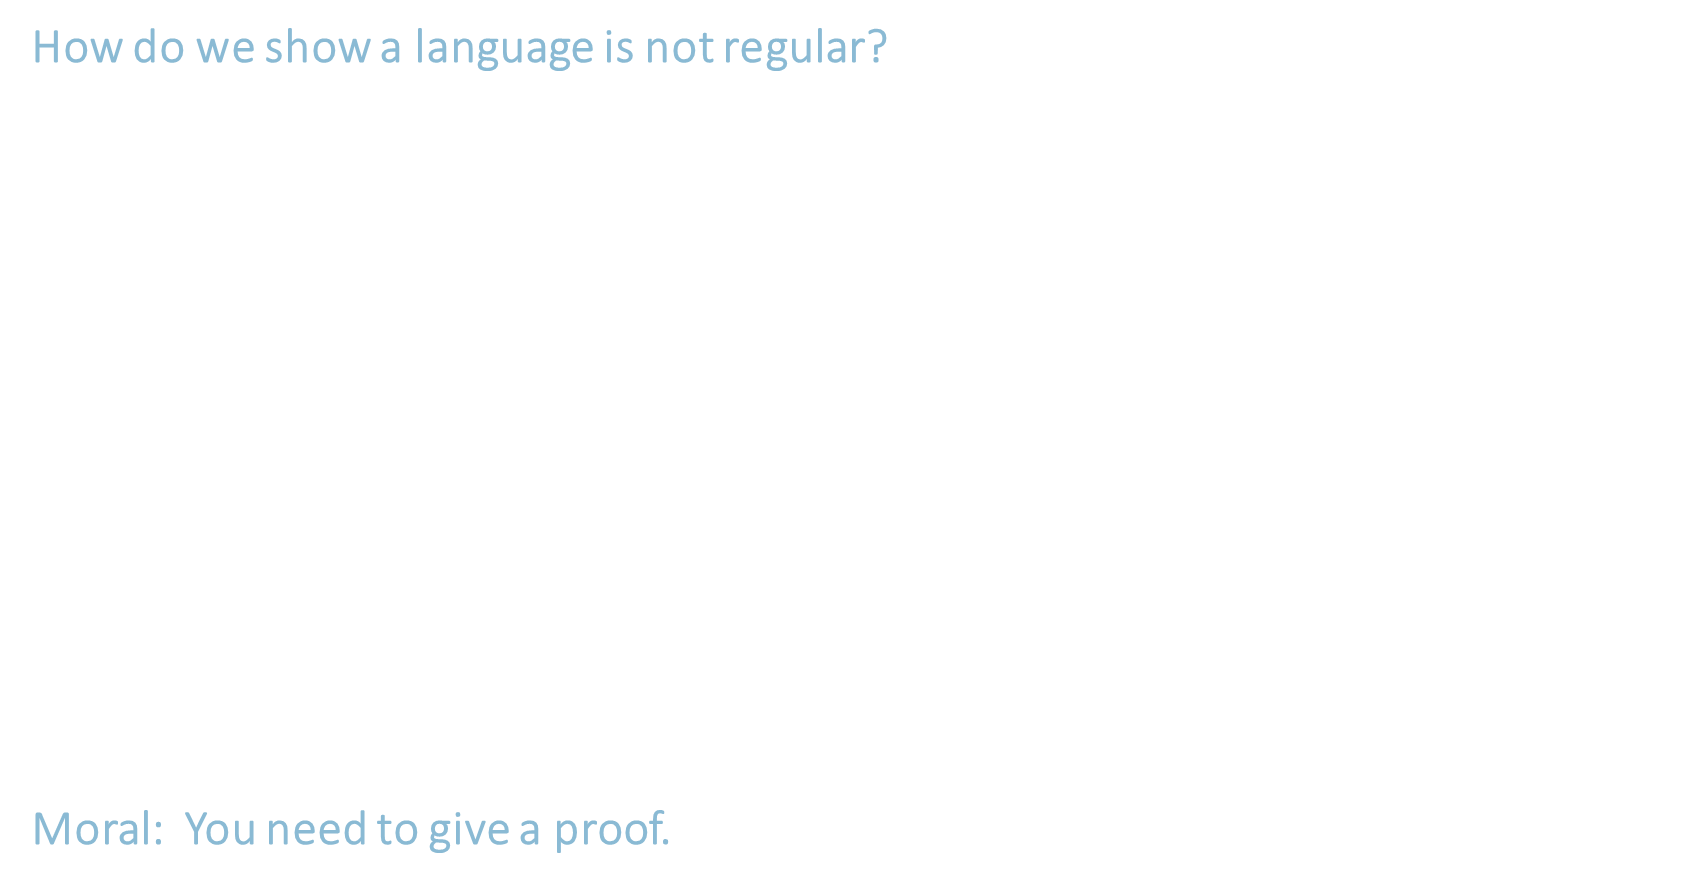 How do we show a language is not regular?
Moral: You need to give a proof.